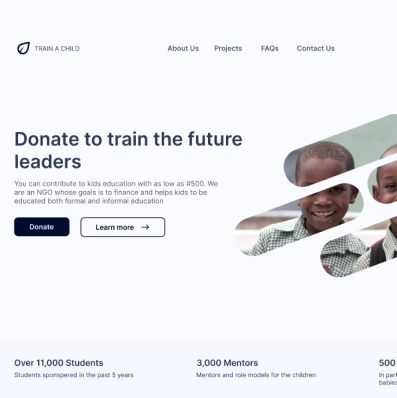 TRAIN A CHILD
About Us Projects FAQs Contact Us
Donate to train the future
leaders
You can contribute to kids education with as low as #500. We
are an NGO whose goals is to finance and helps kids to be
educated both formal and informal education
Donate Learn more →
Over 11,000 Students 3,000 Mentors 500
Students sponspered in the past 5 years Mentors and role models for the children In part
babies